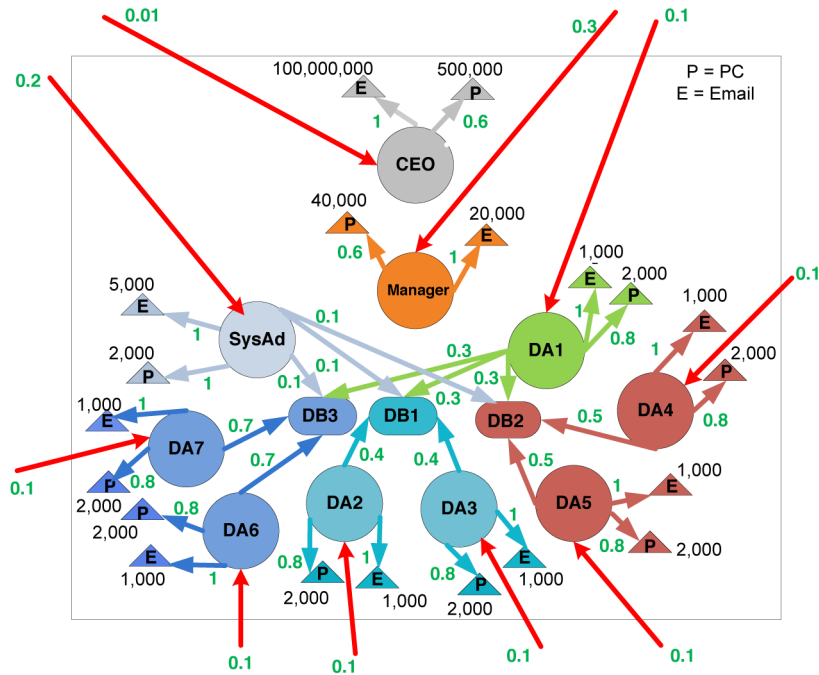 0.01
0.3
0.1
0.2
100,000,000
500,000
P = PC
E = Email
E
P
1
0.6
CEO
40,000
20,000
P
E
0.6
1
Manager
1,000
2,000
E
P
1
0.8
0.1
5,000
E
1
SysAd
2,000
P
1
0.1
0.1
0.1
0.3
0.3
0.3
DA1
1,000
E
1
2,000
P
0.8
DA4
0.5
1,000
E
1
DA7
0.7
DB3
DB1
DB2
0.1
P
0.8
2,000
0.7
0.4
0.4
0.5
2,000
P
0.8
DA6
E
1
1,000
DA2
DA3
DA5
1
1,000
E
0.8
P
2,000
0.8
P
2,000
1
E
1,000
0.8
P
2,000
1
E
1,000
0.1
0.1
0.1
0.1